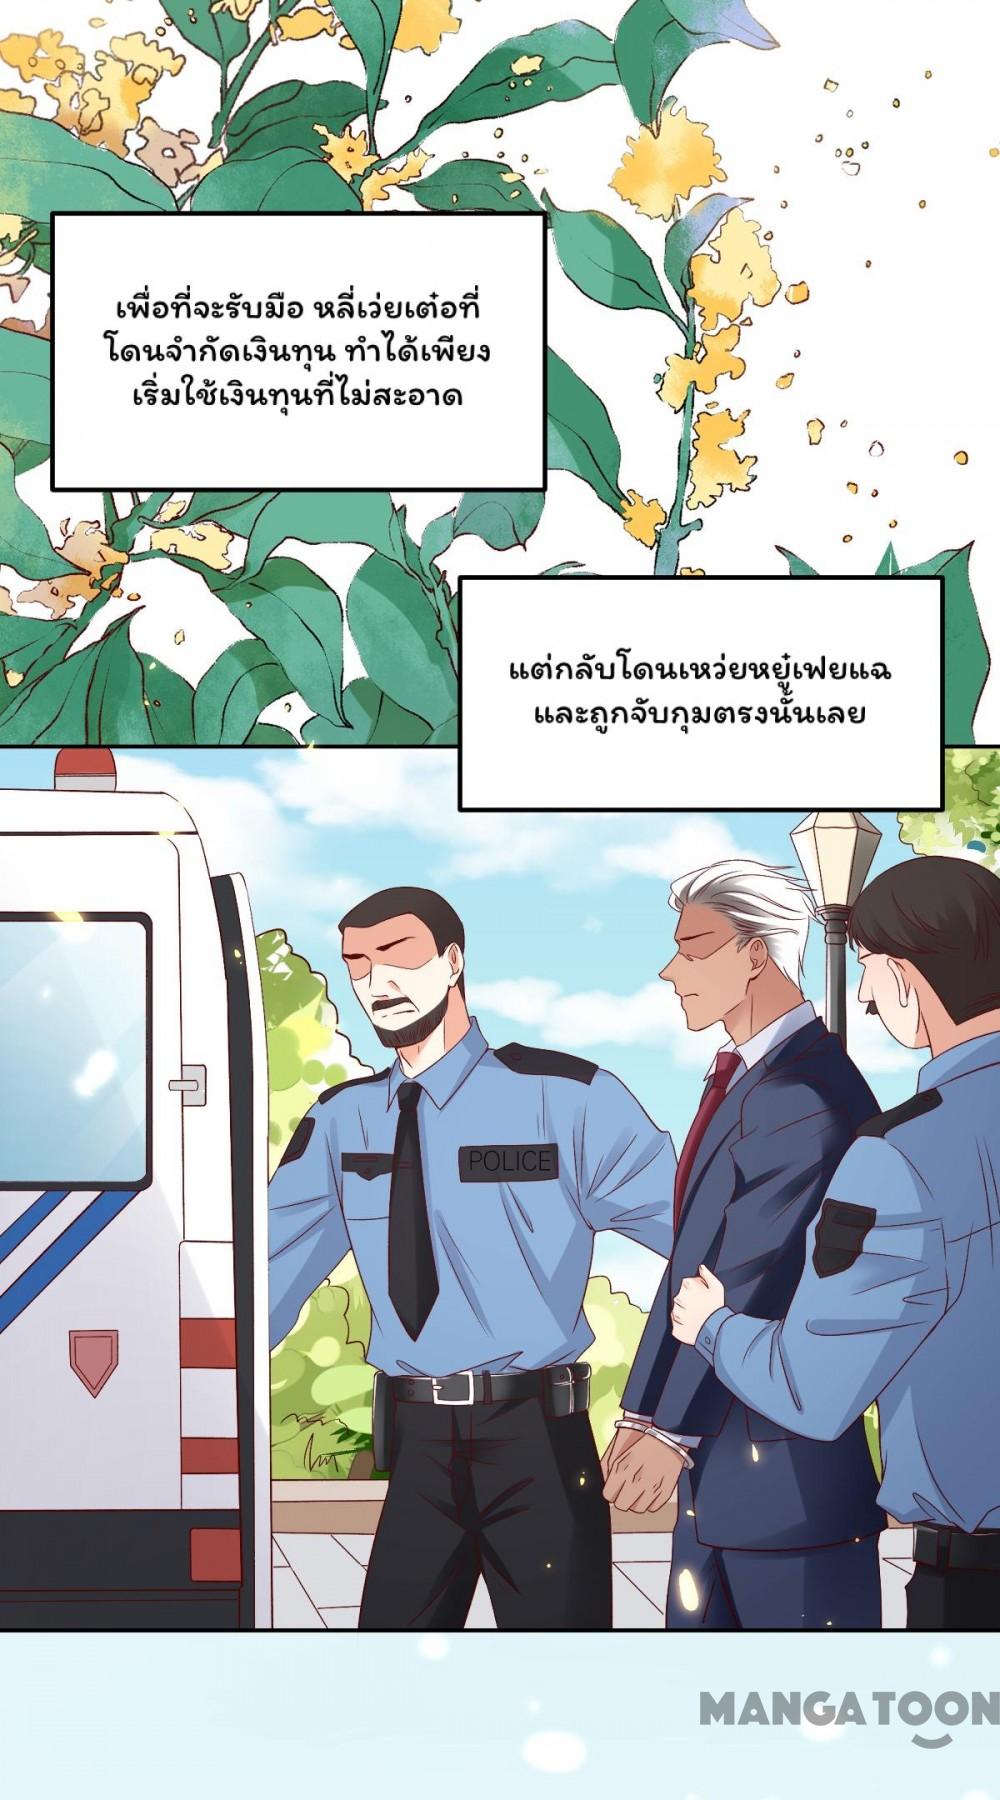 เพื่อที่จะรับมือ หลี่เว่ยเต๋อที่
โดนจำกัดเงินทุน ทำได้เพียง
เริ่มใช้เงินทุนที่ไม่สะอาด
แต่กลับโดนเหว่ยหยู๋เฟยแฉ
และถูกจับกุมตรงนั้นเลย
POLICE
MANGATOON